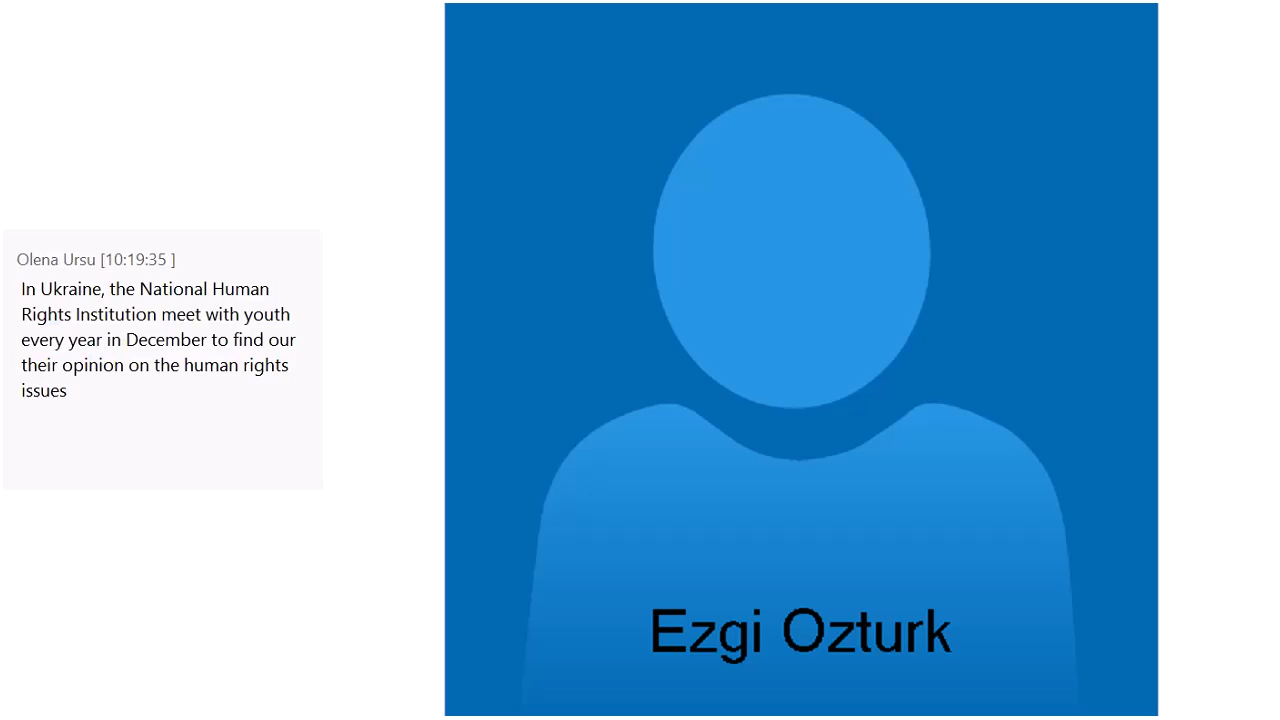 Olena Ursu [10:19:35 ]
In Ukraine, the National Human
Rights Institution meet with youth
every year in December to find our
their opinion on the human rights
issues
Ezgi Ozturk